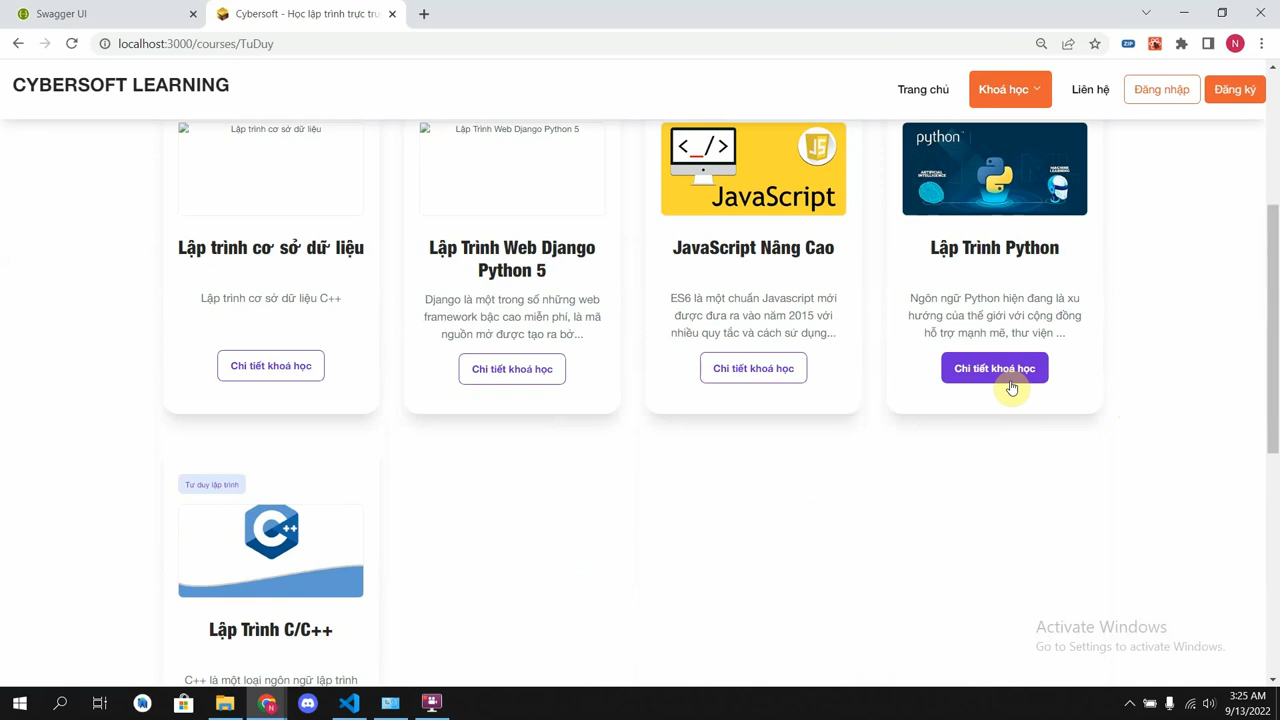 Swagger UI
Cybersoft - Học lập trình trực tru
localhost:3000/courses/TuDuy
ZIP
N
CYBERSOFT LEARNING
Trang chủ
Khoá học
Liên hệ
Đăng nhập
Đăng ký
Lập trình cơ sở dữ liệu
Lập Trình Web Django Python 5
<_/>
JS
JavaScript
python
ARTIFICIAL
INTELLIGENCE
MACHINE
LEARNING
Lập trình cơ sở dữ liệu
Lập trình cơ sở dữ liệu C++
Chi tiết khoá học
Lập Trình Web Django
Python 5
Django là một trong số những web
framework bậc cao miễn phí, là mã
nguồn mở được tạo ra bở...
Chi tiết khoá học
JavaScript Nâng Cao
ES6 là một chuẩn Javascript mới
được đưa ra vào năm 2015 với
nhiều quy tắc và cách sử dụng...
Chi tiết khoá học
Lập Trình Python
Ngôn ngữ Python hiện đang là xu
hướng của thế giới với cộng đồng
hỗ trợ mạnh mẽ, thư viện ...
Chi tiết khoá học
Tư duy lập trình
C++
Lập Trình C/C++
C++ là một loại ngôn ngữ lập trình
Activate Windows
Go to Settings to activate Windows.
3:25 AM
9/13/2022